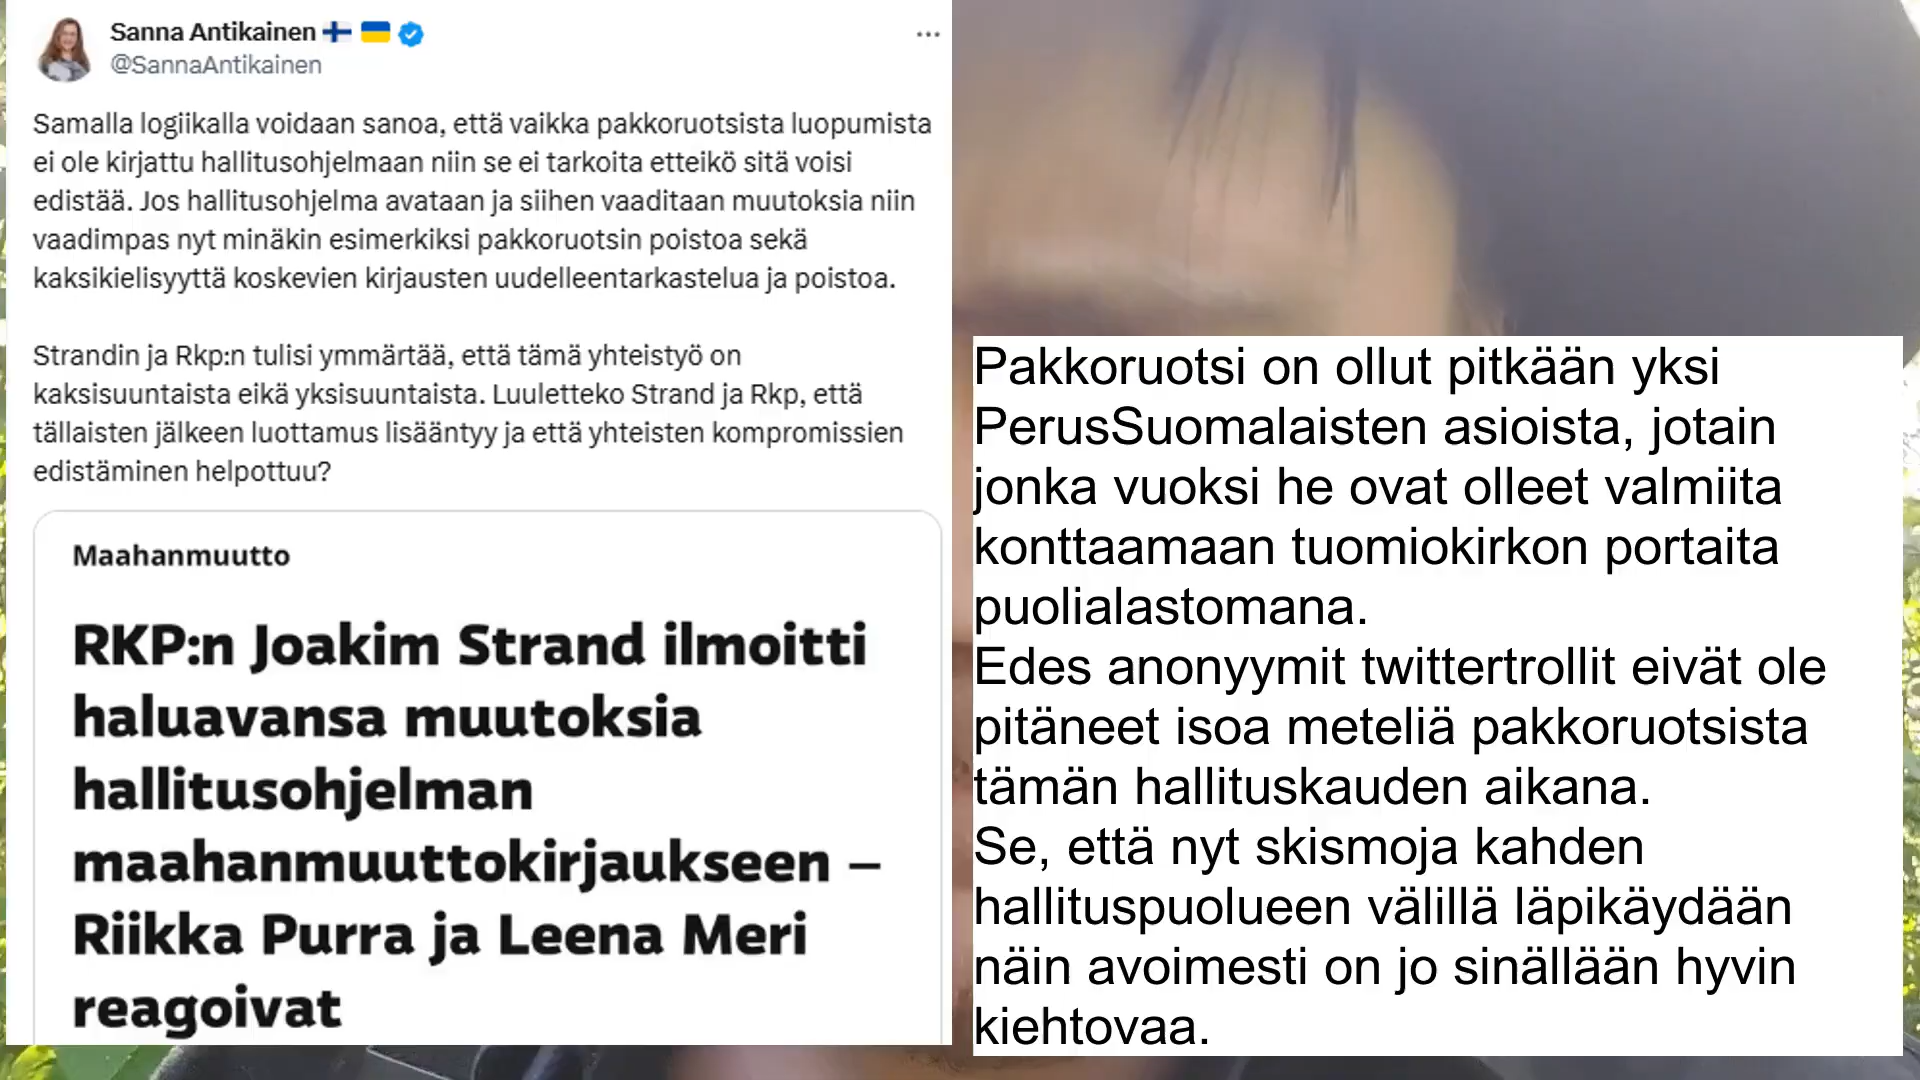 Sanna Antikainen
@SannaAntikainen
Samalla logiikalla voidaan sanoa, että vaikka pakkoruotsista luopumista
ei ole kirjattu hallitusohjelmaan niin se ei tarkoita etteikö sitä voisi
edistää. Jos hallitusohjelma avataan ja siihen vaaditaan muutoksia niin
vaadimpas nyt minäkin esimerkiksi pakkoruotsin poistoa sekä
kaksikielisyyttä koskevien kirjausten uudelleentarkastelua ja poistoa.
Strandin ja Rkp:n tulisi ymmärtää, että tämä yhteistyö on
kaksisuuntaista eikä yksisuuntaista. Luuletteko Strand ja Rkp, että
tällaisten jälkeen luottamus lisääntyy ja että yhteisten kompromissien
edistäminen helpottuu?
Maahanmuutto
RKP:n Joakim Strand ilmoitti
haluavansa muutoksia
hallitusohjelman
maahanmuuttokirjaukseen –
Riikka Purra ja Leena Meri
reagoivat
Pakkoruotsi on ollut pitkään yksi
PerusSuomalaisten asioista, jotain
jonka vuoksi he ovat olleet valmiita
konttaamaan tuomiokirkon portaita
puolialastomana.
Edes anonyymit twittertrollit eivät ole
pitäneet isoa meteliä pakkoruotsista
tämän hallituskauden aikana.
Se, että nyt skismoja kahden
hallituspuolueen välillä läpikäydään
näin avoimesti on jo sinällään hyvin
kiehtovaa.